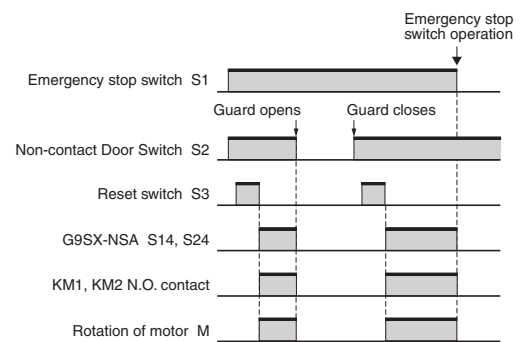 Emergency stop
switch operation
Emergency stop switch S1
Guard opens
Guard closes
Non-contact Door Switch S2
Reset switch S3
G9SX-NSA S14, S24
KM1, KM2 N.O. contact
Rotation of motor M